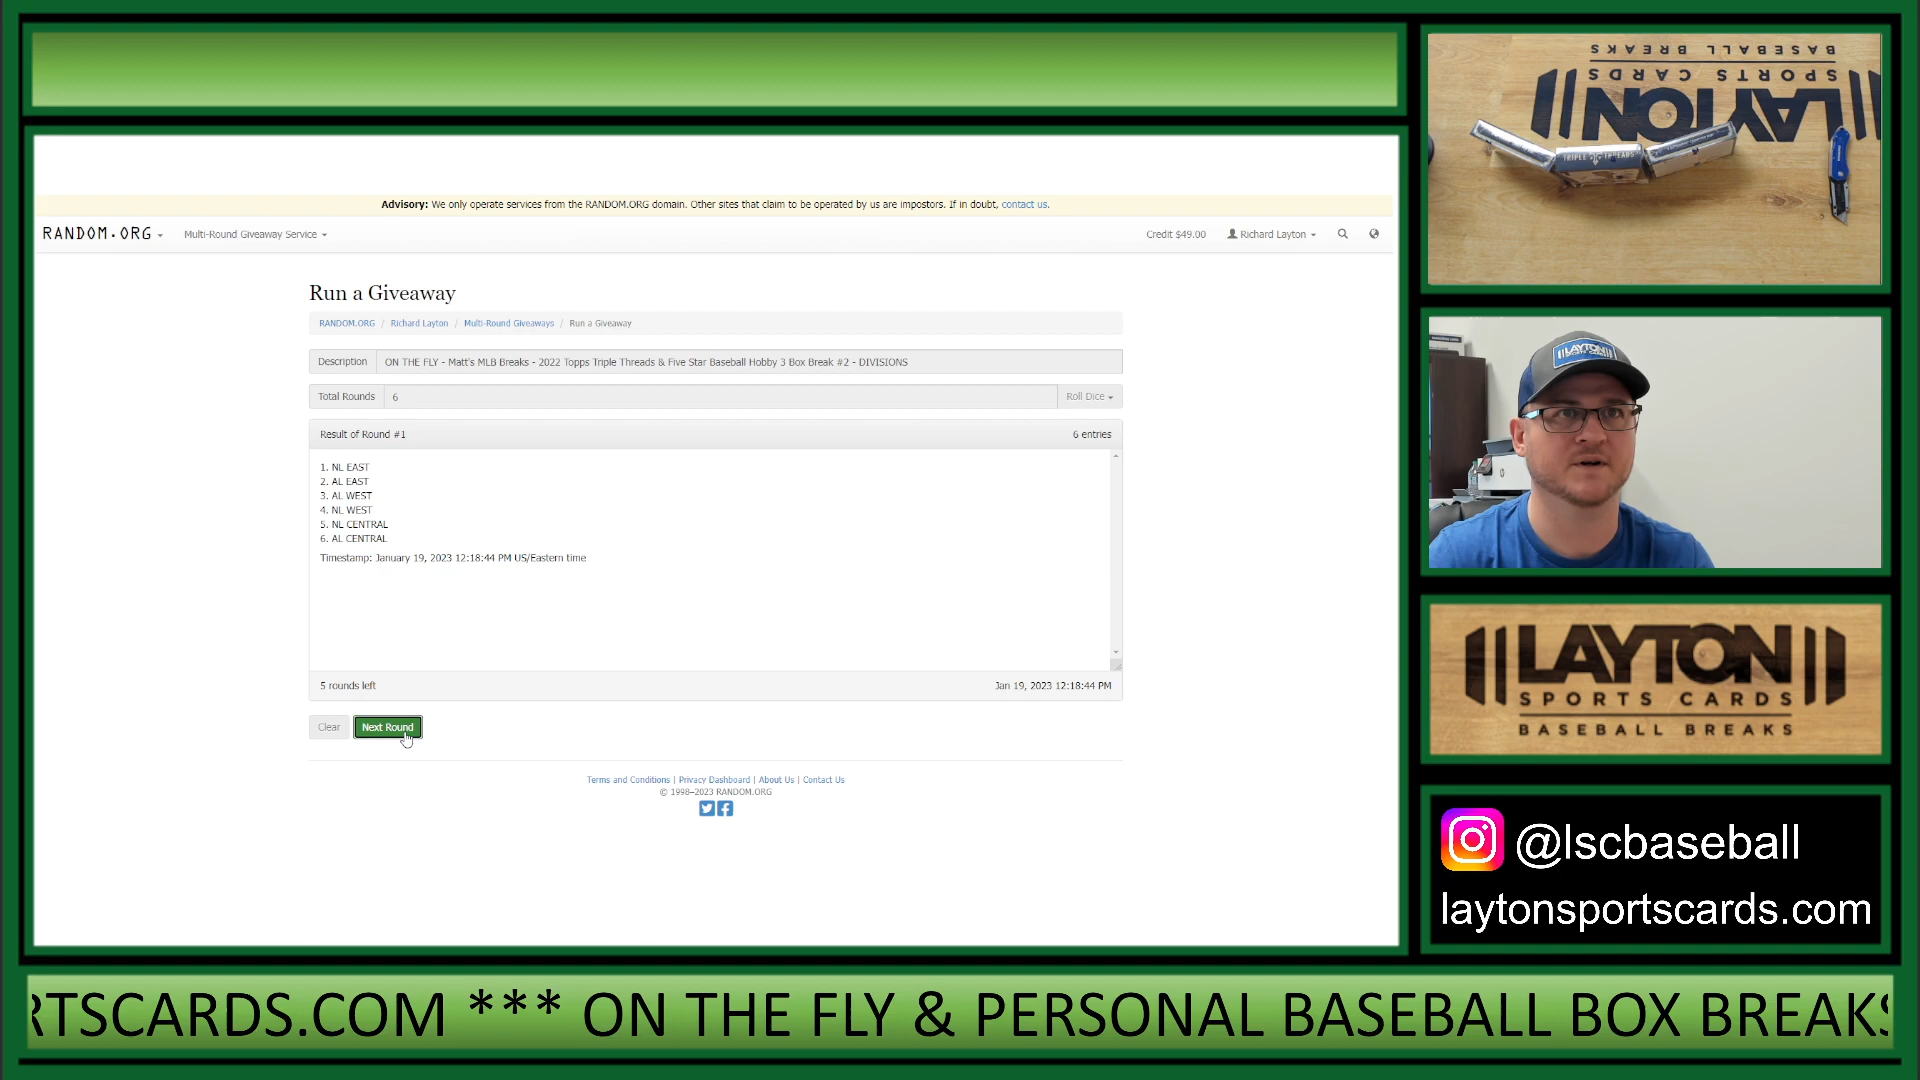 Advisory: We only operate services from the RANDOM.ORG domain. Other sites that claim to be operated by us are impostors. If in doubt, contact us.
RANDOM.ORG
Multi-Round Giveaway Service
Credit $49.00
Richard Layton
Run a Giveaway
RANDOM.ORG / Richard Layton / Multi-Round Giveaways / Run a Giveaway
Description ON THE FLY - Matt's MLB Breaks - 2022 Topps Triple Threads & Five Star Baseball Hobby 3 Box Break #2 - DIVISIONS
Total Rounds 6 Roll Dice
Result of Round #1 6 entries
1. NL EAST
2. AL EAST
3. AL WEST
4. NL WEST
5. NL CENTRAL
6. AL CENTRAL
Timestamp: January 19, 2023 12:18:44 PM US/Eastern time
5 rounds left Jan 19, 2023 12:18:44 PM
Clear Next Round
Terms and Conditions | Privacy Dashboard | About Us | Contact Us
© 1998–2023 RANDOM.ORG
BASEBALL BREAKS
SPORTS CARDS
LAYTON
TRIPLE THREADS
LAYTON
SPORTS CARDS
LAYTON
SPORTS CARDS
BASEBALL BREAKS
@lscbaseball
laytonsportscards.com
RTSCARDS.COM *** ON THE FLY & PERSONAL BASEBALL BOX BREAKS